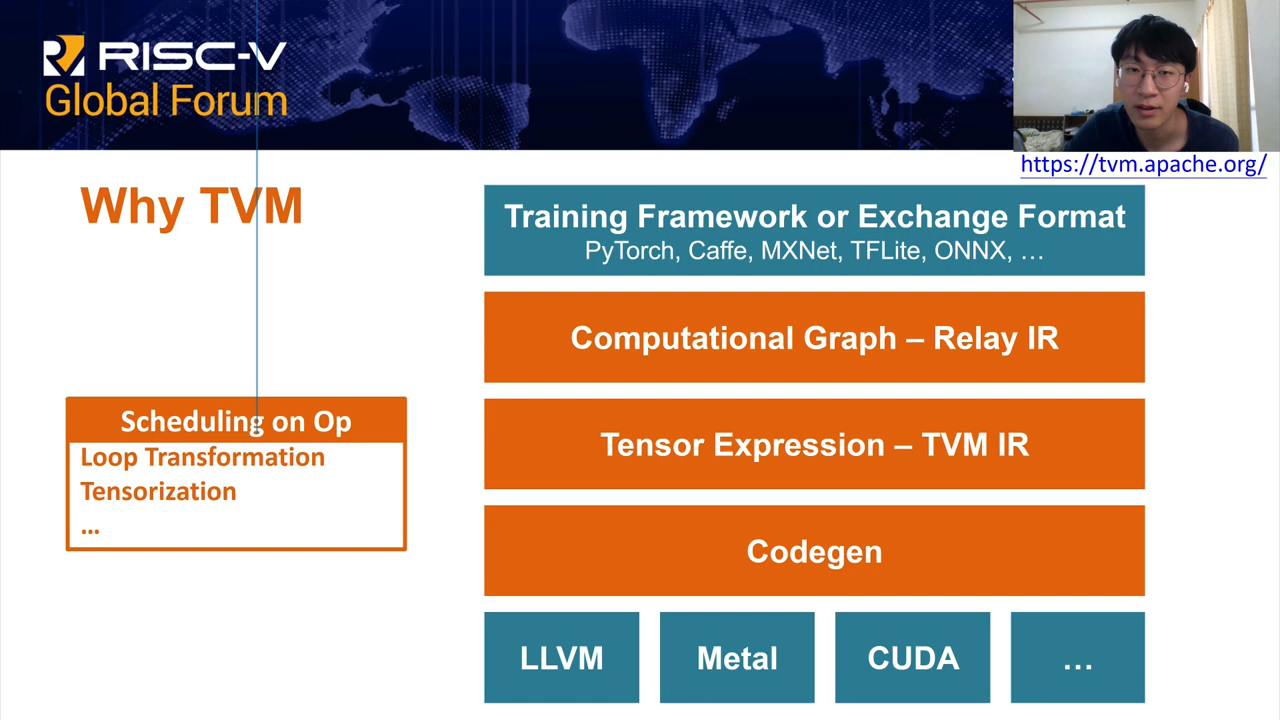 RISC-V
Global Forum
https://tvm.apache.org/
Why TVM
Training Framework or Exchange Format
PyTorch, Caffe, MXNet, TFLite, ONNX, …
Computational Graph – Relay IR
Tensor Expression – TVM IR
Scheduling on Op
Loop Transformation
Tensorization
…
Codegen
LLVM
Metal
CUDA
…